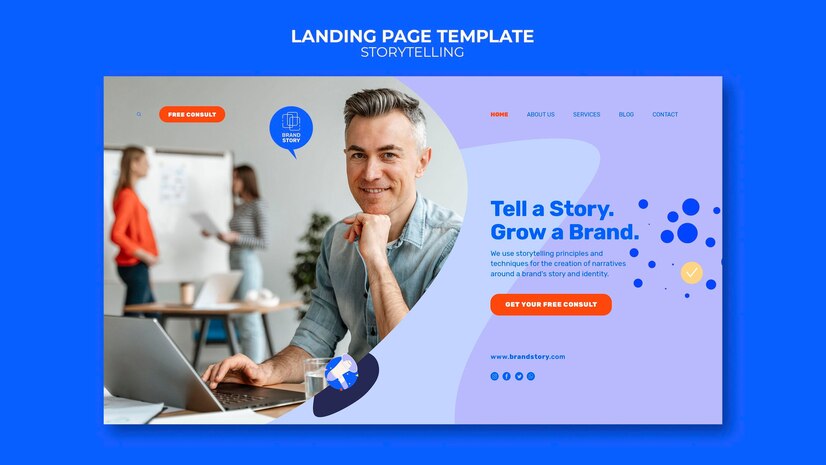 LANDING PAGE TEMPLATE
STORYTELLING
FREE CONSULT
BRAND
STORY
HOME ABOUT US SERVICES BLOG CONTACT
Tell a Story.
Grow a Brand.
We use storytelling principles and
techniques for the creation of narratives
around a brand's story and identity.
GET YOUR FREE CONSULT
www.brandstory.com